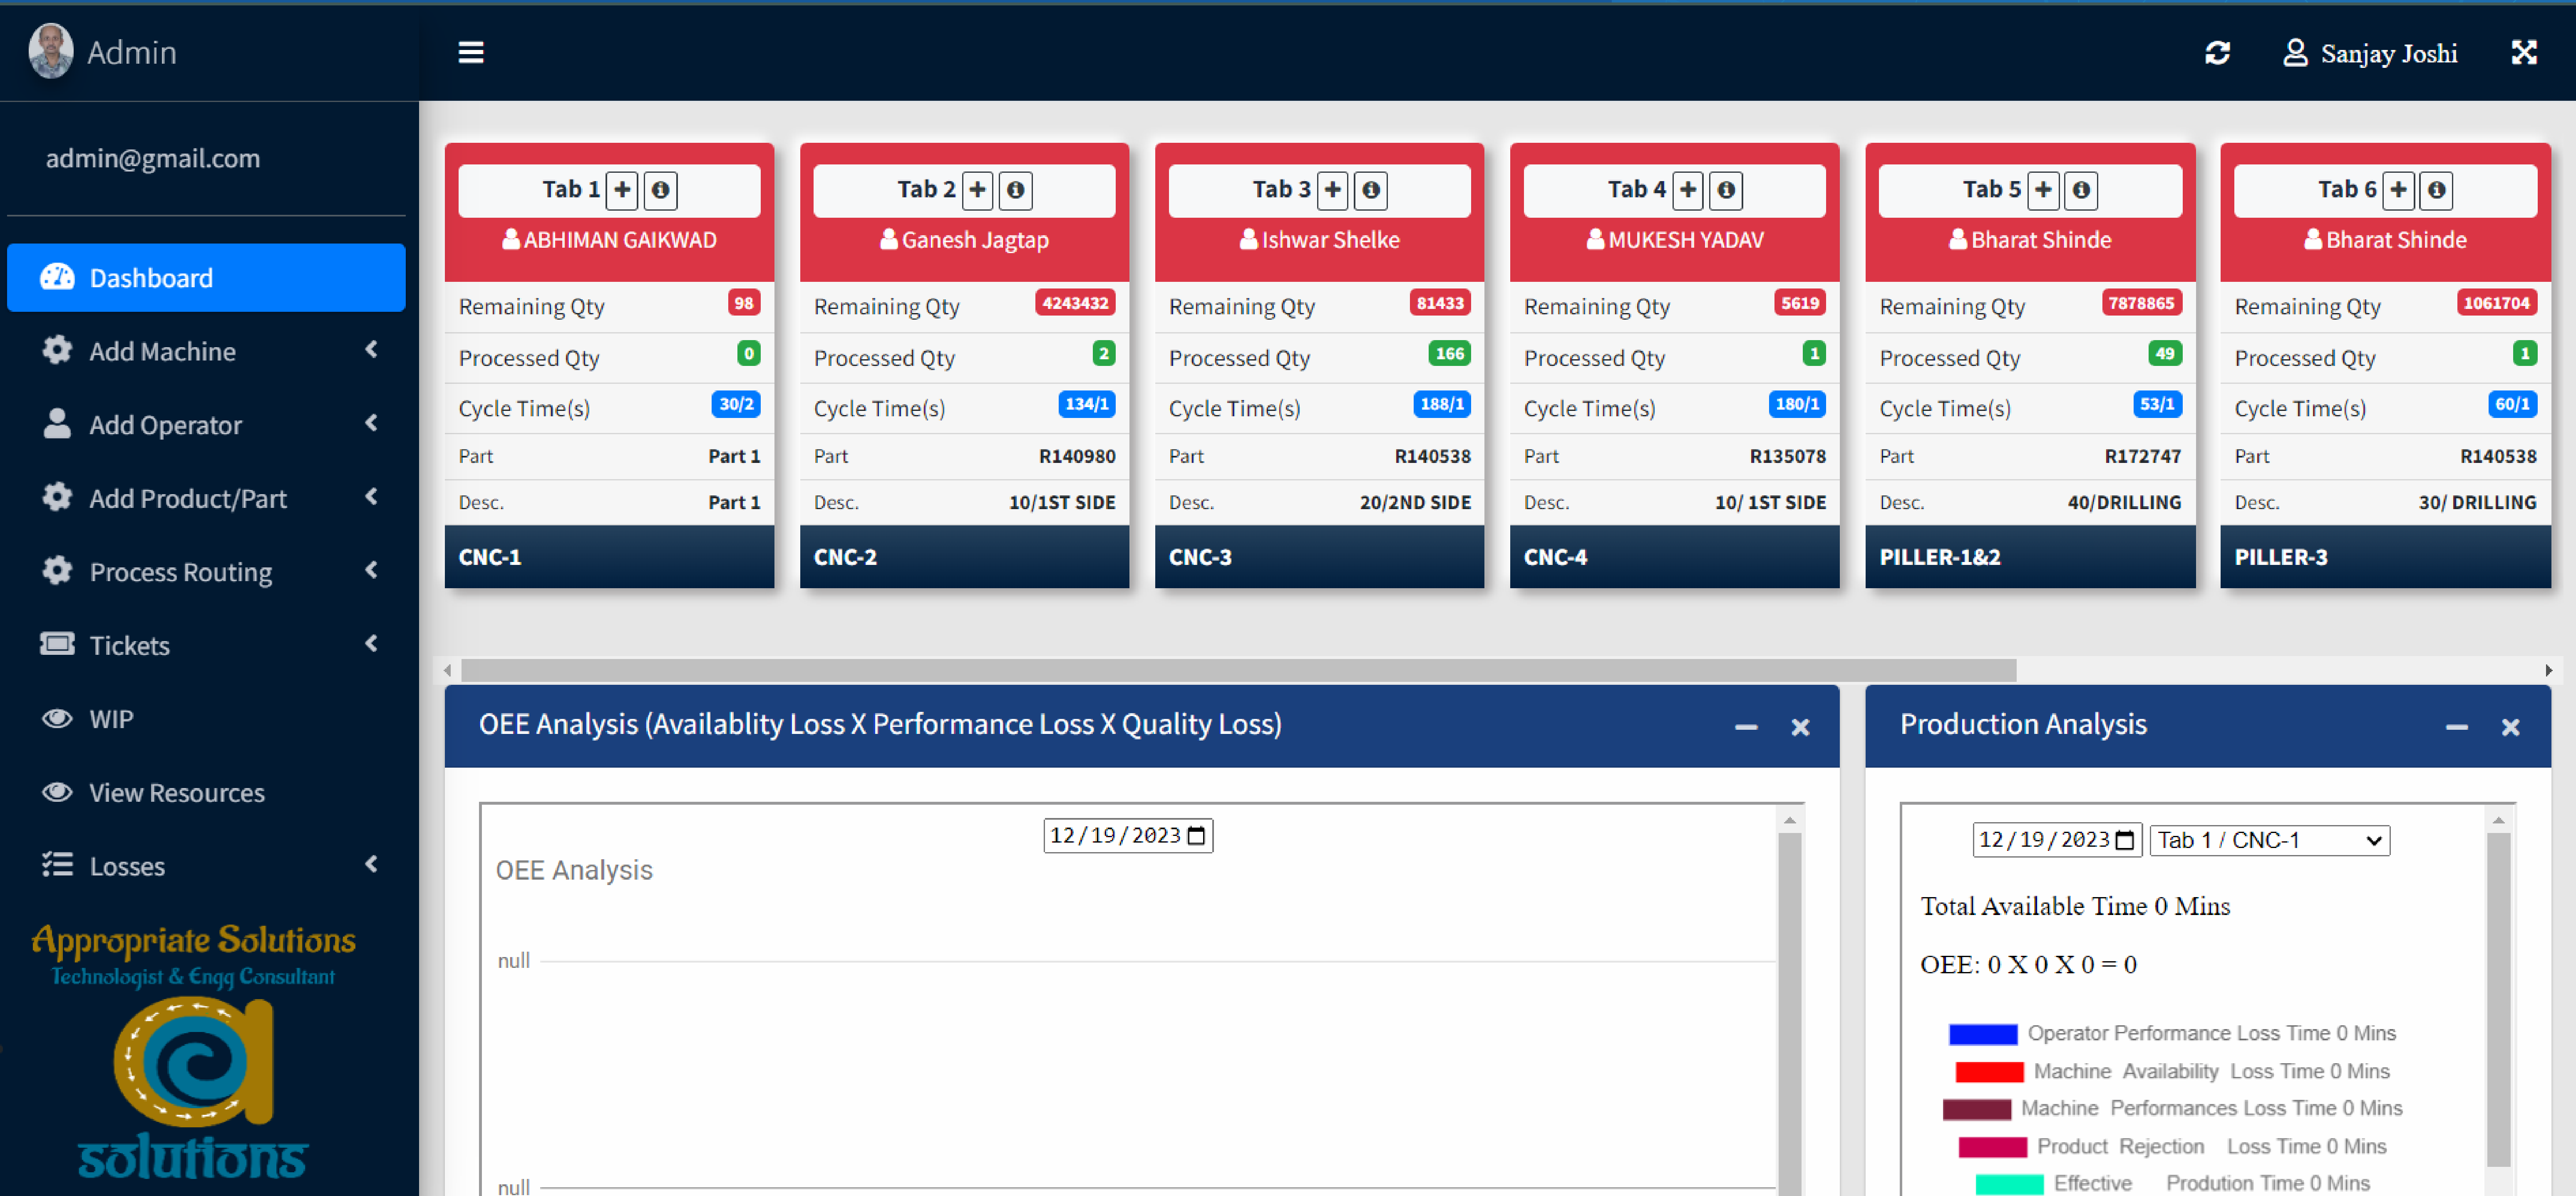 Admin
Sanjay Joshi
admin@gmail.com
Dashboard
Add Machine
Add Operator
Add Product/Part
Process Routing
Tickets
WIP
View Resources
Losses
Appropriate Solutions
Technologist & Engg Consultant
solutions
Tab 1
ABHIMAN GAIKWAD
Remaining Qty 98
Processed Qty 0
Cycle Time(s) 30/2
Part Part 1
Desc. Part 1
CNC-1
Tab 2
Ganesh Jagtap
Remaining Qty 4243432
Processed Qty 2
Cycle Time(s) 134/1
Part R140980
Desc. 10/1ST SIDE
CNC-2
Tab 3
Ishwar Shelke
Remaining Qty 81433
Processed Qty 166
Cycle Time(s) 188/1
Part R140538
Desc. 20/2ND SIDE
CNC-3
Tab 4
MUKESH YADAV
Remaining Qty 5619
Processed Qty 1
Cycle Time(s) 180/1
Part R135078
Desc. 10/ 1ST SIDE
CNC-4
Tab 5
Bharat Shinde
Remaining Qty 7878865
Processed Qty 49
Cycle Time(s) 53/1
Part R172747
Desc. 40/DRILLING
PILLER-1&2
Tab 6
Bharat Shinde
Remaining Qty 1061704
Processed Qty 1
Cycle Time(s) 60/1
Part R140538
Desc. 30/ DRILLING
PILLER-3
OEE Analysis (Availablity Loss X Performance Loss X Quality Loss)
12/19/2023
OEE Analysis
null
null
Production Analysis
12/19/2023 Tab 1 / CNC-1
Total Available Time 0 Mins
OEE: 0 X 0 X 0 = 0
Operator Performance Loss Time 0 Mins
Machine Availability Loss Time 0 Mins
Machine Performances Loss Time 0 Mins
Product Rejection Loss Time 0 Mins
Effective Prodution Time 0 Mins